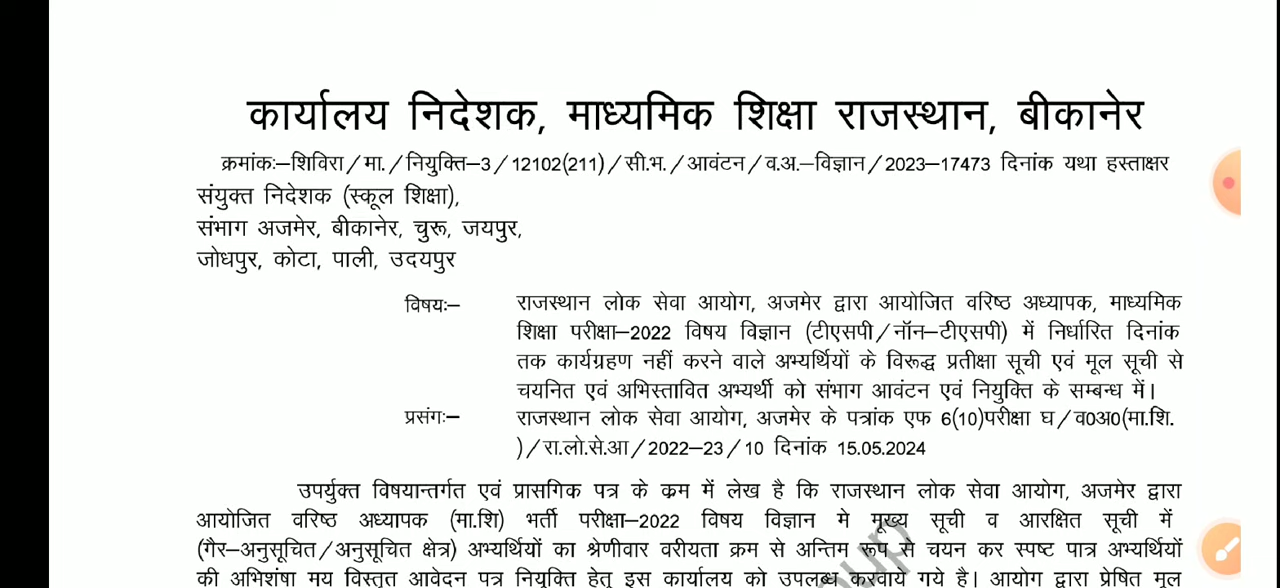 कार्यालय निदेशक, माध्यमिक शिक्षा राजस्थान, बीकानेर
क्रमांकः–शिविरा/मा./नियुक्ति–3/12102(211)/सी.भ./आवंटन/व.अ.–विज्ञान/2023–17473 दिनांक यथा हस्ताक्षर
संयुक्त निदेशक (स्कूल शिक्षा),
संभाग अजमेर, बीकानेर, चुरू, जयपुर,
जोधपुर, कोटा, पाली, उदयपुर
विषयः– राजस्थान लोक सेवा आयोग, अजमेर द्वारा आयोजित वरिष्ठ अध्यापक, माध्यमिक
शिक्षा परीक्षा–2022 विषय विज्ञान (टीएसपी/नॉन–टीएसपी) में निर्धारित दिनांक
तक कार्यग्रहण नहीं करने वाले अभ्यर्थियों के विरूद्ध प्रतीक्षा सूची एवं मूल सूची से
चयनित एवं अभिस्तावित अभ्यर्थी को संभाग आवंटन एवं नियुक्ति के सम्बन्ध में।
प्रसंगः– राजस्थान लोक सेवा आयोग, अजमेर के पत्रांक एफ 6(10)परीक्षा घ/व0अ0(मा.शि.
)/रा.लो.से.आ/2022–23/10 दिनांक 15.05.2024
उपर्युक्त विषयान्तर्गत एवं प्रासगिक पत्र के क्रम में लेख है कि राजस्थान लोक सेवा आयोग, अजमेर द्वारा
आयोजित वरिष्ठ अध्यापक (मा.शि) भर्ती परीक्षा–2022 विषय विज्ञान मे मूख्य सूची व आरक्षित सूची में
(गैर–अनुसूचित/अनुसूचित क्षेत्र) अभ्यर्थियों का श्रेणीवार वरीयता क्रम से अन्तिम रूप से चयन कर स्पष्ट पात्र अभ्यर्थियों
की अभिशंषा मय विस्तृत आवेदन पत्र नियुक्ति हेतु इस कार्यालय को उपलब्ध करवाये गये है। आयोग द्वारा प्रेषित मूल